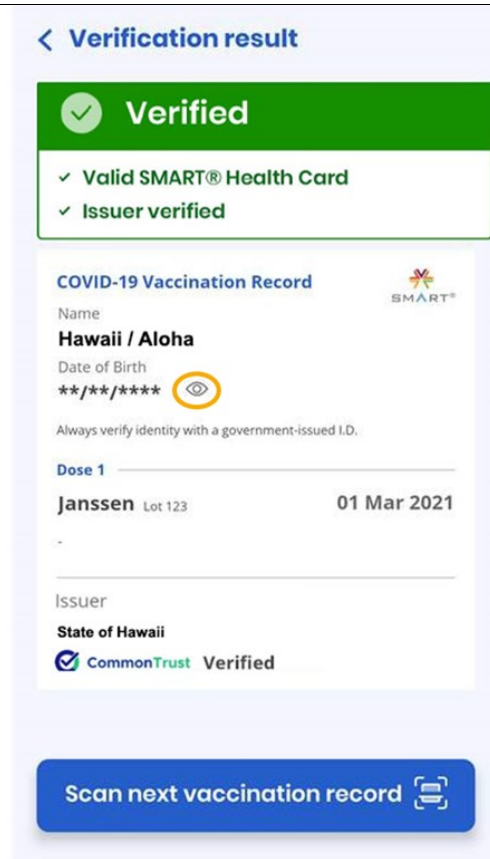 Verification result
Verified
Valid SMART® Health Card
Issuer verified
COVID-19 Vaccination Record
SMART®
Name
Hawaii / Aloha
Date of Birth
**/**/****
Always verify identity with a government-issued I.D.
Dose 1
Janssen Lot 123 01 Mar 2021
-
Issuer
State of Hawaii
CommonTrust Verified
Scan next vaccination record